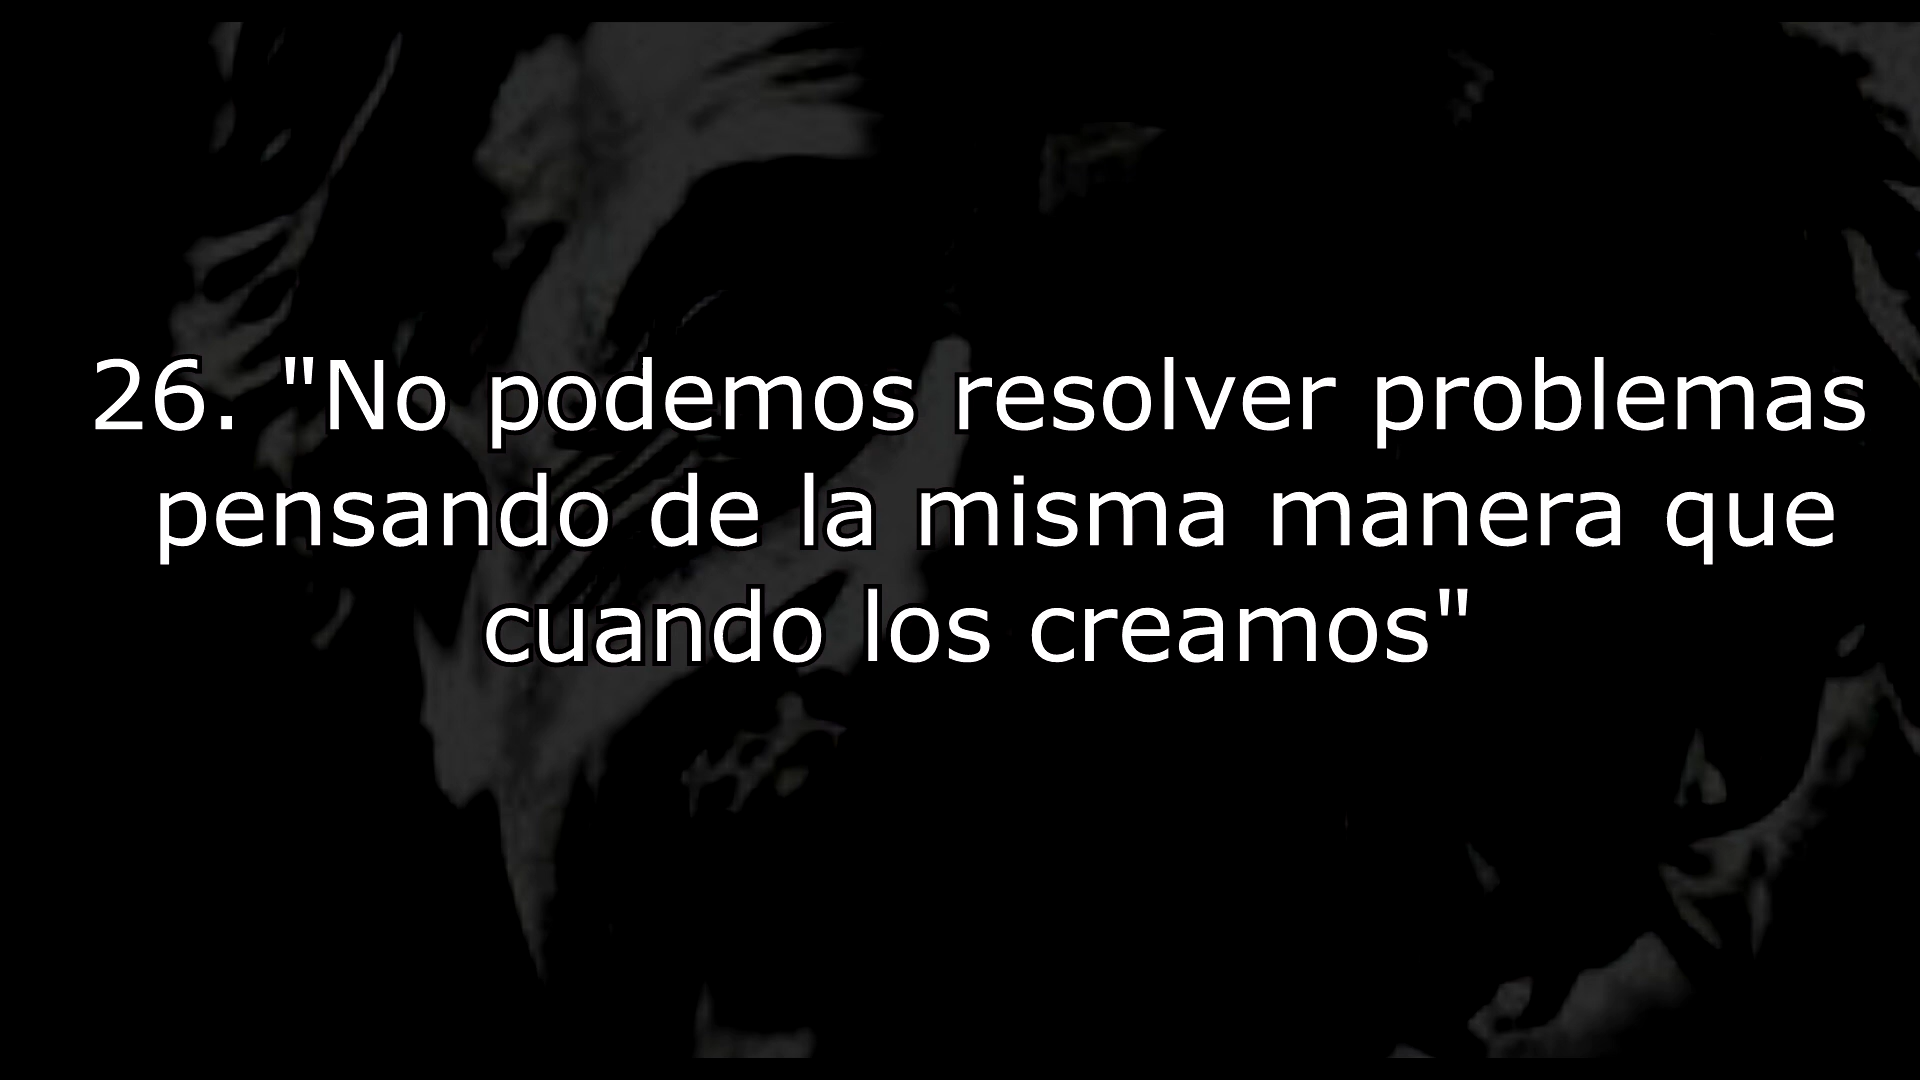 26. "No podemos resolver problemas
pensando de la misma manera que
cuando los creamos"